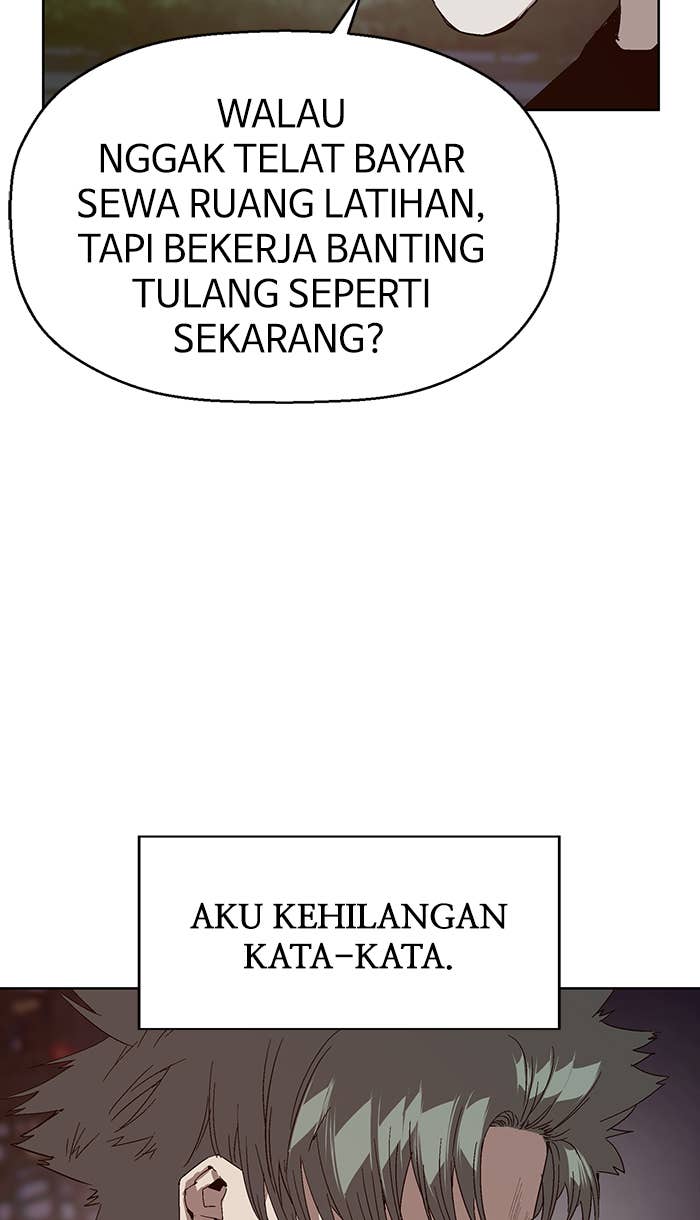 WALAU
NGGAK TELAT BAYAR
SEWA RUANG LATIHAN,
TAPI BEKERJA BANTING
TULANG SEPERTI
SEKARANG?
AKU KEHILANGAN
KATA-KATA.